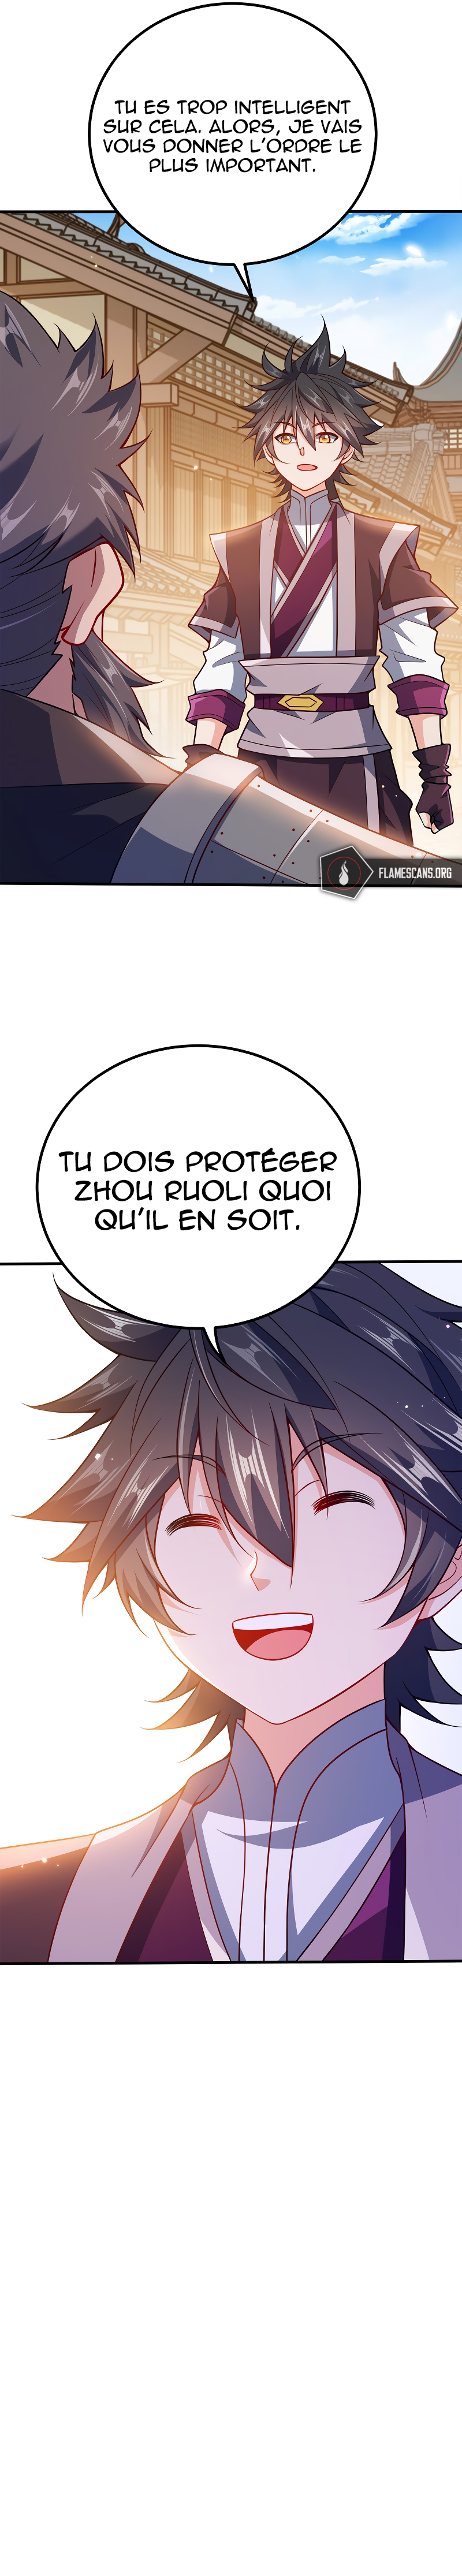 TU ES TROP INTELLIGENT
SUR CELA. ALORS, JE VAIS
VOUS DONNER L'ORDRE LE
PLUS IMPORTANT.
FLAMESCANS.ORG
TU DOIS PROTÉGER
ZHOU RUOLI QUOI
QU'IL EN SOIT.